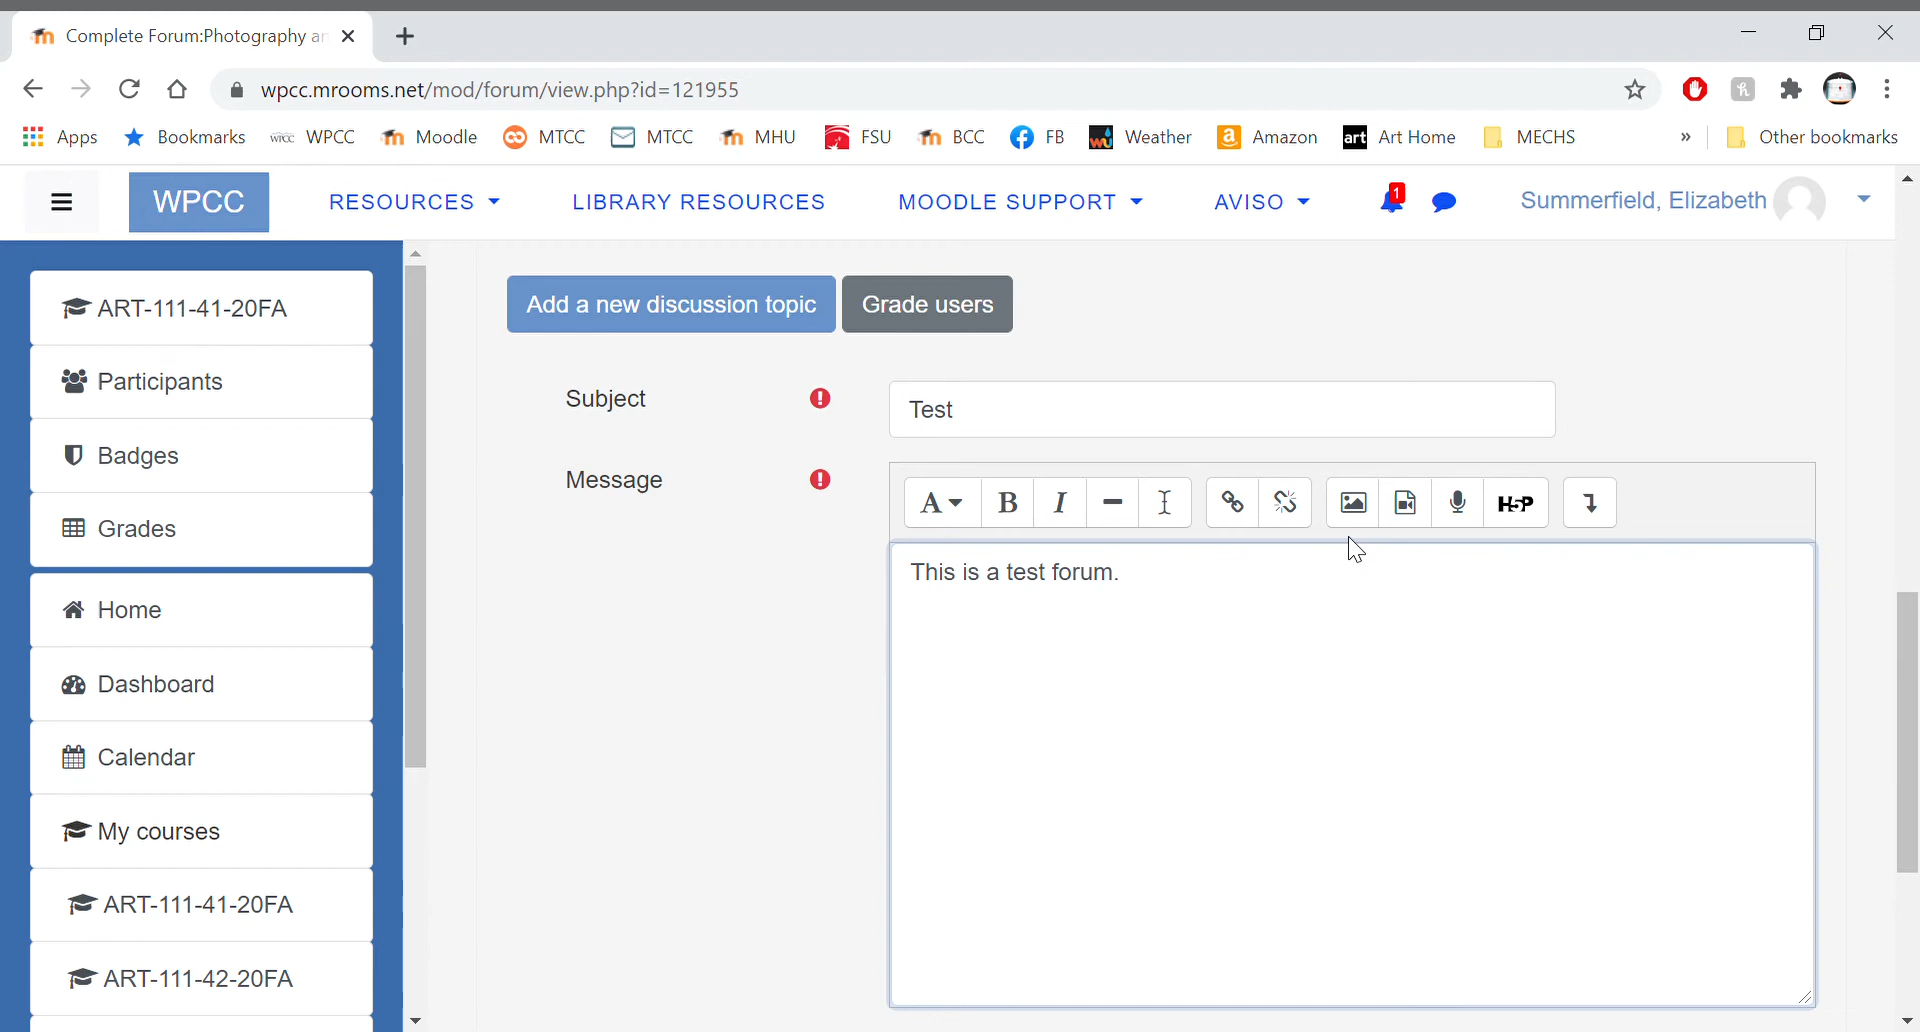 Complete Forum:Photography ar
wpcc.mrooms.net/mod/forum/view.php?id=121955
Apps Bookmarks WPCC WPCC Moodle MTCC MTCC MHU FSU BCC FB Weather a Amazon art Art Home MECHS » Other bookmarks
WPCC RESOURCES LIBRARY RESOURCES MOODLE SUPPORT AVISO 1 Summerfield, Elizabeth
ART-111-41-20FA
Participants
Badges
Grades
Home
Dashboard
Calendar
My courses
ART-111-41-20FA
ART-111-42-20FA
Add a new discussion topic Grade users
Subject Test
Message
A B I H5P
This is a test forum.